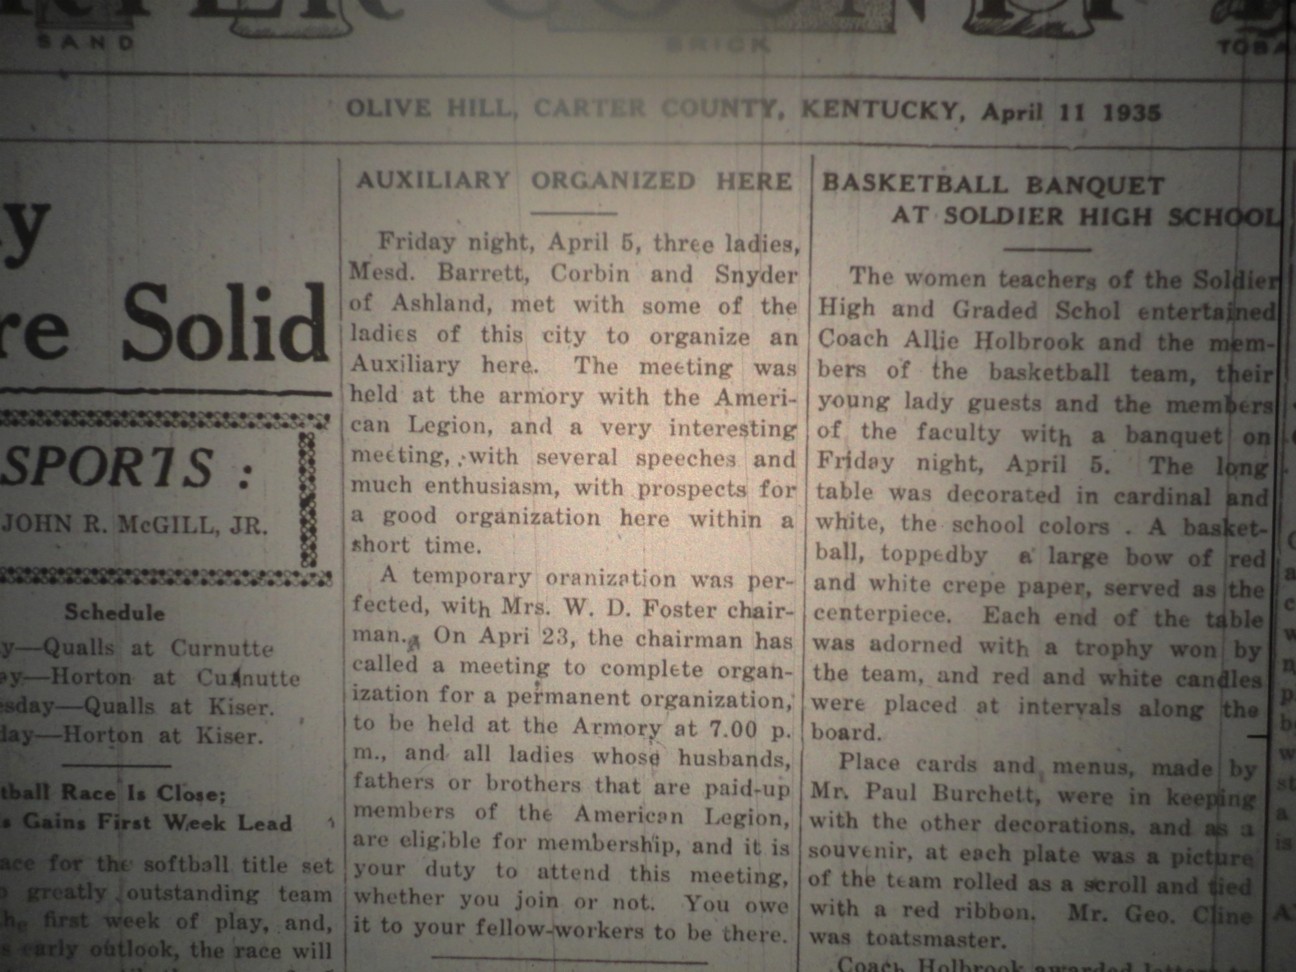 SAND
BRICK
OLIVE HILL, CARTER COUNTY, KENTUCKY, April 11 1935
Solid
SPORTS :
JOHN R. McGILL, JR.
Schedule
Qualls at Curnutte
Horton at Curnutte
Qualls at Kiser.
Horton at Kiser.
Race Is Close;
Gains First Week Lead
for the softball title set
greatly outstanding team
first week of play, and,
early outlook, the race will
AUXILIARY ORGANIZED HERE
Friday night, April 5, three ladies,
Mesd. Barrett, Corbin and Snyder
of Ashland, met with some of the
ladies of this city to organize an
Auxiliary here. The meeting was
held at the armory with the Ameri-
can Legion, and a very interesting
meeting, with several speeches and
much enthusiasm, with prospects for
a good organization here within a
short time.
A temporary oranization was per-
fected, with Mrs. W. D. Foster chair-
man. On Apri 23, the chairman has
called a meeting to complete organ-
ization for a permanent organization,
to be held at the Armory at 7.00 p.
m., and all ladies whose husbands,
fathers or brothers that are paid-up
members of the American Legion,
are eligible for membership, and it is
your duty to attend this meeting,
whether you join or not. You owe
it to your fellow-workers to be there.
BASKETBALL BANQUET
AT SOLDIER HIGH SCHOOL
The women teachers of the Soldier
High and Graded Schol entertained
Coach Allie Holbrook and the mem-
bers of the basketball team, their
young lady guests and the members
of the faculty with a banquet on
Friday night, April 5. The long
table was decorated in cardinal and
white, the school colors . A basket-
ball, toppedby a large bow of red
and white crepe paper, served as the
centerpiece. Each end of the table
was adorned with a trophy won by
the team, and red and white candles
were placed at intervals along the
board.
Place cards and menus, made by
Mr. Paul Burchett, were in keeping
with the other decorations, and as a
souvenir, at each plate was a picture
of the team rolled as a scroll and tied
with a red ribbon. Mr. Geo. Cline
was toatsmaster.
Coach Holbrook awarded